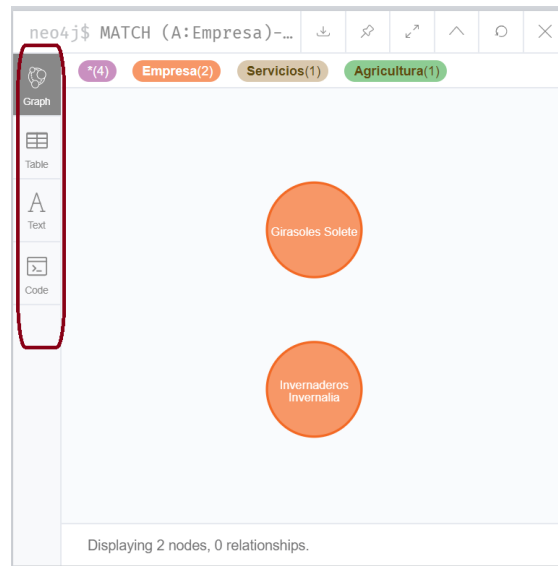 neo4j$ MATCH (A:Empresa)-…
*(4) Empresa(2) Servicios(1) Agricultura(1)
Graph
Table
A
Text
Code
Girasoles Solete
Invernaderos
Invernalia
Displaying 2 nodes, 0 relationships.